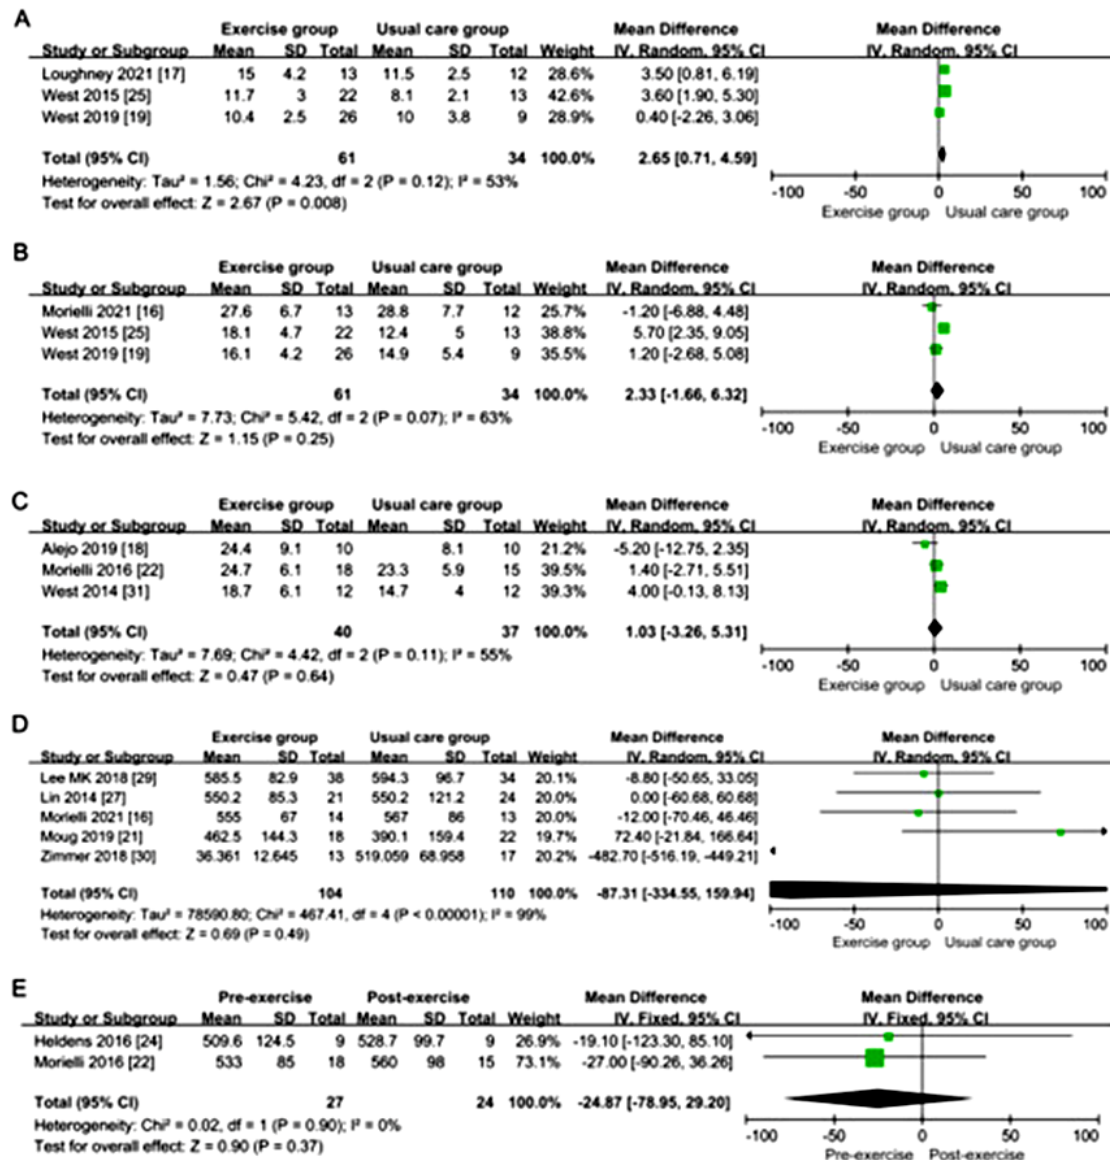 A
Exercise group Usual care group Mean Difference Mean Difference
Study or Subgroup Mean SD Total Mean SD Total Weight IV, Random, 95% CI IV, Random, 95% CI
Loughney 2021 [17] 15 4.2 13 11.5 2.5 12 28.6% 3.50 [0.81, 6.19]
West 2015 [25] 11.7 3 22 8.1 2.1 13 42.6% 3.60 [1.90, 5.30]
West 2019 [19] 10.4 2.5 26 10 3.8 9 28.9% 0.40 [-2.26, 3.06]
Total (95% CI) 61 34 100.0% 2.65 [0.71, 4.59]
Heterogeneity: Tau² = 1.56; Chi² = 4.23, df = 2 (P = 0.12); I² = 53%
Test for overall effect: Z = 2.67 (P = 0.008)
-100 -50 0 50 100
Exercise group Usual care group
B
Exercise group Usual care group Mean Difference Mean Difference
Study or Subgroup Mean SD Total Mean SD Total Weight IV, Random, 95% CI IV, Random, 95% CI
Morielli 2021 [16] 27.6 6.7 13 28.8 7.7 12 25.7% -1.20 [-6.88, 4.48]
West 2015 [25] 18.1 4.7 22 12.4 5 13 38.8% 5.70 [2.35, 9.05]
West 2019 [19] 16.1 4.2 26 14.9 5.4 9 35.5% 1.20 [-2.68, 5.08]
Total (95% CI) 61 34 100.0% 2.33 [-1.66, 6.32]
Heterogeneity: Tau² = 7.73; Chi² = 5.42, df = 2 (P = 0.07); I² = 63%
Test for overall effect: Z = 1.15 (P = 0.25)
-100 -50 0 50 100
Exercise group Usual care group
C
Exercise group Usual care group Mean Difference Mean Difference
Study or Subgroup Mean SD Total Mean SD Total Weight IV, Random, 95% CI IV, Random, 95% CI
Alejo 2019 [18] 24.4 9.1 10 8.1 10 21.2% -5.20 [-12.75, 2.35]
Morielli 2016 [22] 24.7 6.1 18 23.3 5.9 15 39.5% 1.40 [-2.71, 5.51]
West 2014 [31] 18.7 6.1 12 14.7 4 12 39.3% 4.00 [-0.13, 8.13]
Total (95% CI) 40 37 100.0% 1.03 [-3.26, 5.31]
Heterogeneity: Tau² = 7.69; Chi² = 4.42, df = 2 (P = 0.11); I² = 55%
Test for overall effect: Z = 0.47 (P = 0.64)
-100 -50 0 50 100
Exercise group Usual care group
D
Exercise group Usual care group Mean Difference Mean Difference
Study or Subgroup Mean SD Total Mean SD Total Weight IV, Random, 95% CI IV, Random, 95% CI
Lee MK 2018 [29] 585.5 82.9 38 594.3 96.7 34 20.1% -8.80 [-50.65, 33.05]
Lin 2014 [27] 550.2 85.3 21 550.2 121.2 24 20.0% 0.00 [-60.68, 60.68]
Morielli 2021 [16] 555 67 14 567 86 13 20.0% -12.00 [-70.46, 46.46]
Moug 2019 [21] 462.5 144.3 18 390.1 159.4 22 19.7% 72.40 [-21.84, 166.64]
Zimmer 2018 [30] 36.361 12.645 13 519.059 68.958 17 20.2% -482.70 [-516.19, -449.21]
Total (95% CI) 104 110 100.0% -87.31 [-334.55, 159.94]
Heterogeneity: Tau² = 78590.80; Chi² = 467.41, df = 4 (P < 0.00001); I² = 99%
Test for overall effect: Z = 0.69 (P = 0.49)
-100 -50 0 50 100
Exercise group Usual care group
E
Pre-exercise Post-exercise Mean Difference Mean Difference
Study or Subgroup Mean SD Total Mean SD Total Weight IV, Fixed, 95% CI IV, Fixed, 95% CI
Heldens 2016 [24] 509.6 124.5 9 528.7 99.7 9 26.9% -19.10 [-123.30, 85.10]
Morielli 2016 [22] 533 85 18 560 98 15 73.1% -27.00 [-90.26, 36.26]
Total (95% CI) 27 24 100.0% -24.87 [-78.95, 29.20]
Heterogeneity: Chi² = 0.02, df = 1 (P = 0.90); I² = 0%
Test for overall effect: Z = 0.90 (P = 0.37)
-100 -50 0 50 100
Pre-exercise Post-exercise